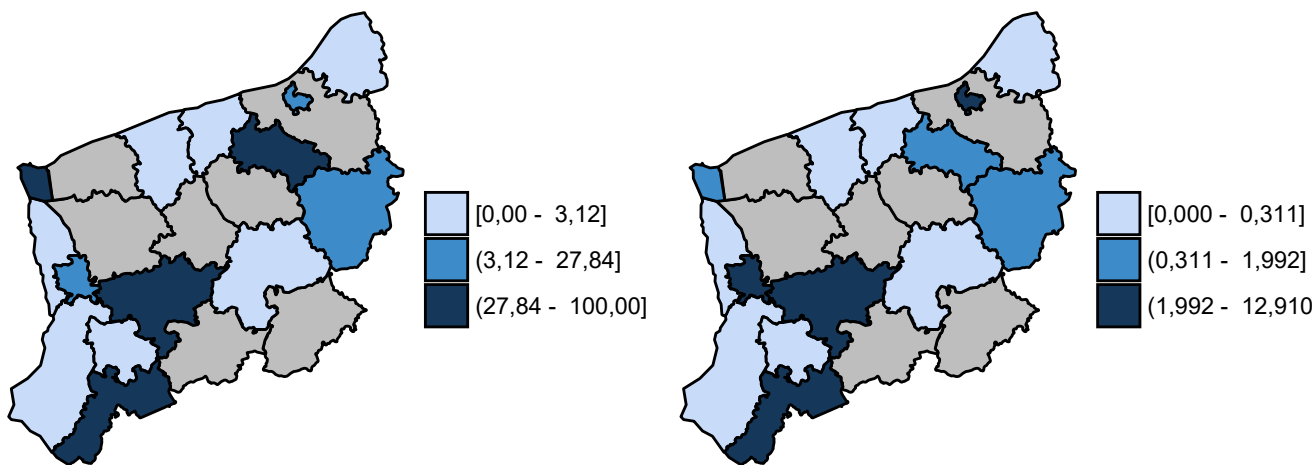 [0,00 - 3,12]
(3,12 - 27,84]
(27,84 - 100,00]
[0,000 - 0,311]
(0,311 - 1,992]
(1,992 - 12,910